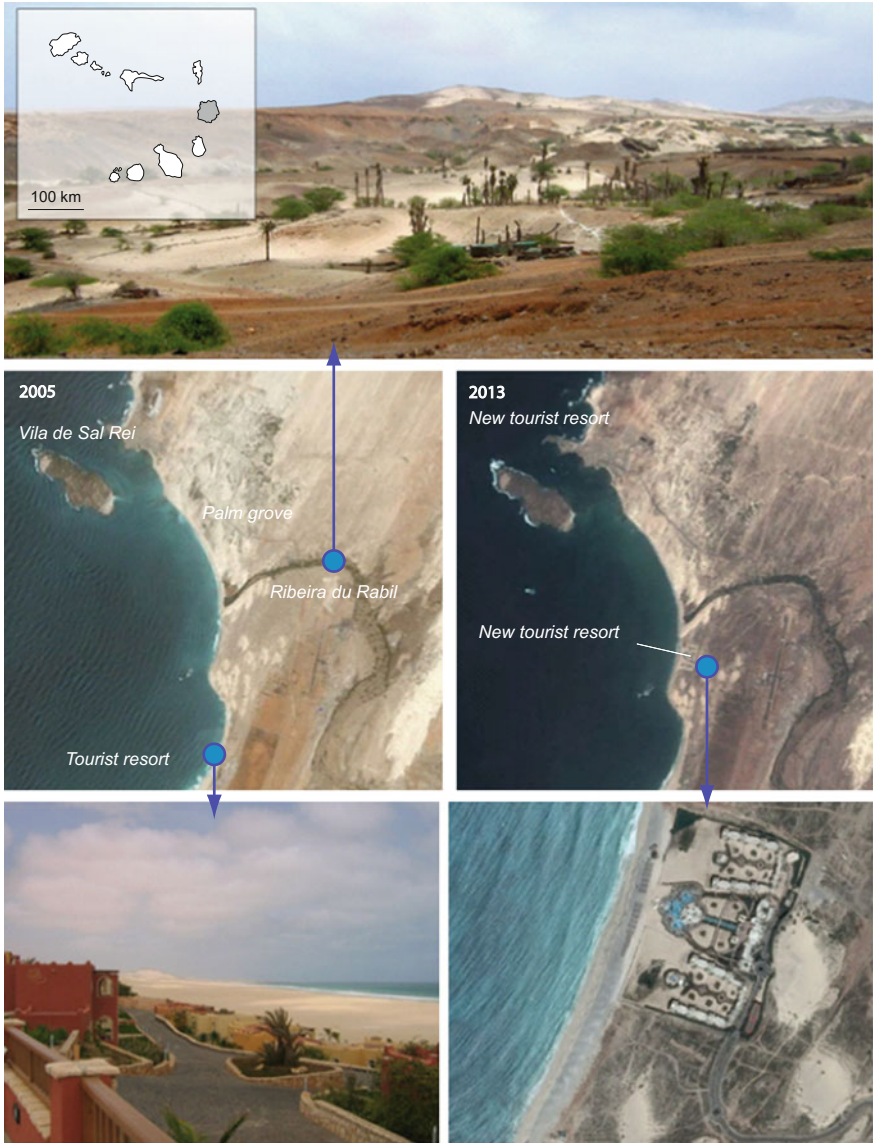 100 km
2005
Vila de Sal Rei
Palm grove
Ribeira du Rabil
Tourist resort
2013
New tourist resort
New tourist resort